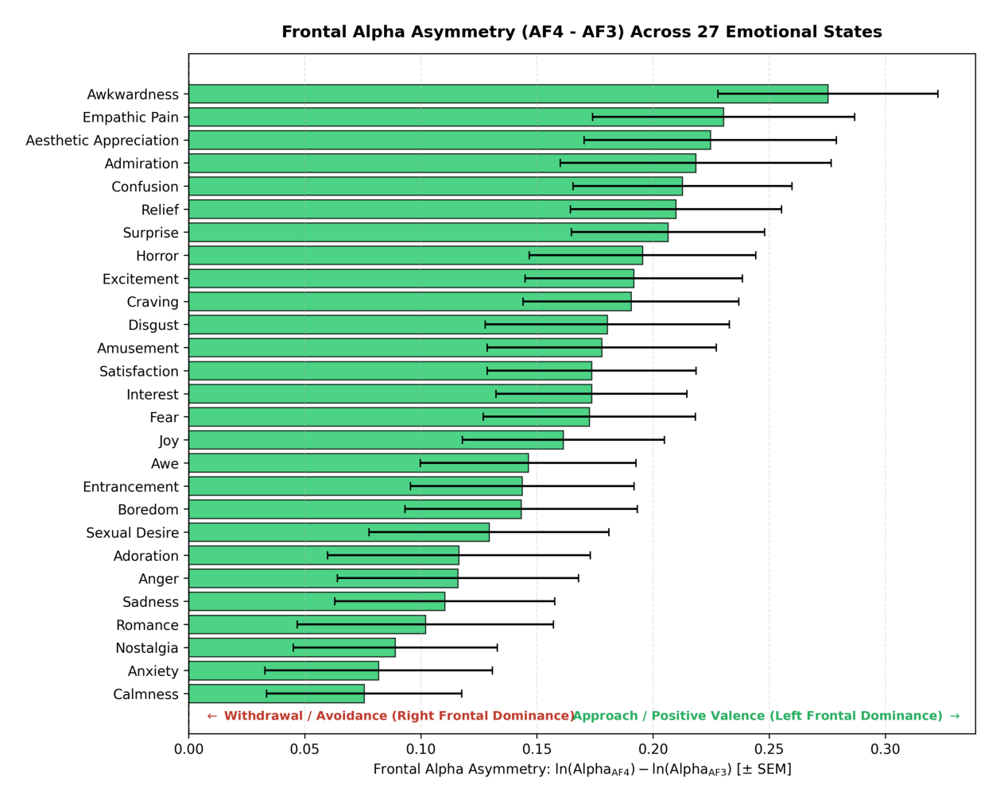 Frontal Alpha Asymmetry (AF4 - AF3) Across 27 Emotional States
Awkwardness
Empathic Pain
Aesthetic Appreciation
Admiration
Confusion
Relief
Surprise
Horror
Excitement
Craving
Disgust
Amusement
Satisfaction
Interest
Fear
Joy
Awe
Entrancement
Boredom
Sexual Desire
Adoration
Anger
Sadness
Romance
Nostalgia
Anxiety
Calmness
← Withdrawal / Avoidance (Right Frontal Dominance)
Approach / Positive Valence (Left Frontal Dominance) →
0.00 0.05 0.10 0.15 0.20 0.25 0.30
Frontal Alpha Asymmetry: ln(Alpha_AF4) − ln(Alpha_AF3) [± SEM]